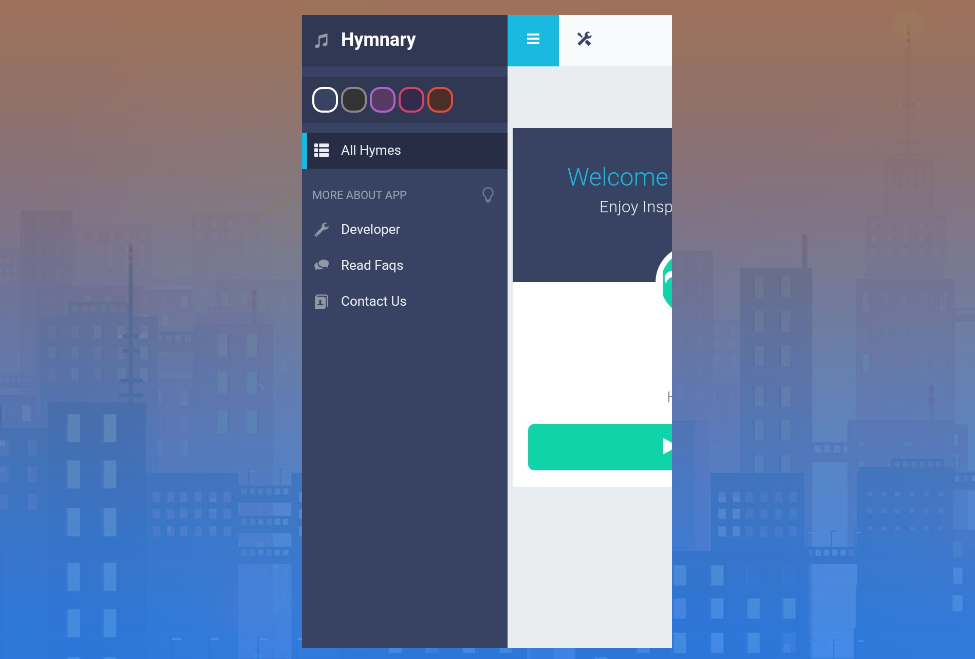 Hymnary
All Hymes
MORE ABOUT APP
Developer
Read Faqs
Contact Us
Welcome
Enjoy Insp
H